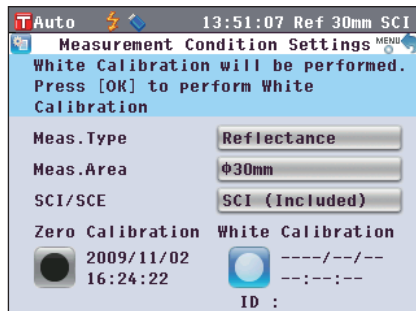 TAuto 13:51:07 Ref 30mm SCI
Measurement Condition Settings MENU
White Calibration will be performed.
Press [OK] to perform White
Calibration
Meas.Type Reflectance
Meas.Area Φ30mm
SCI/SCE SCI (Included)
Zero Calibration White Calibration
2009/11/02 ----/--/--
16:24:22 --:--:--
ID :